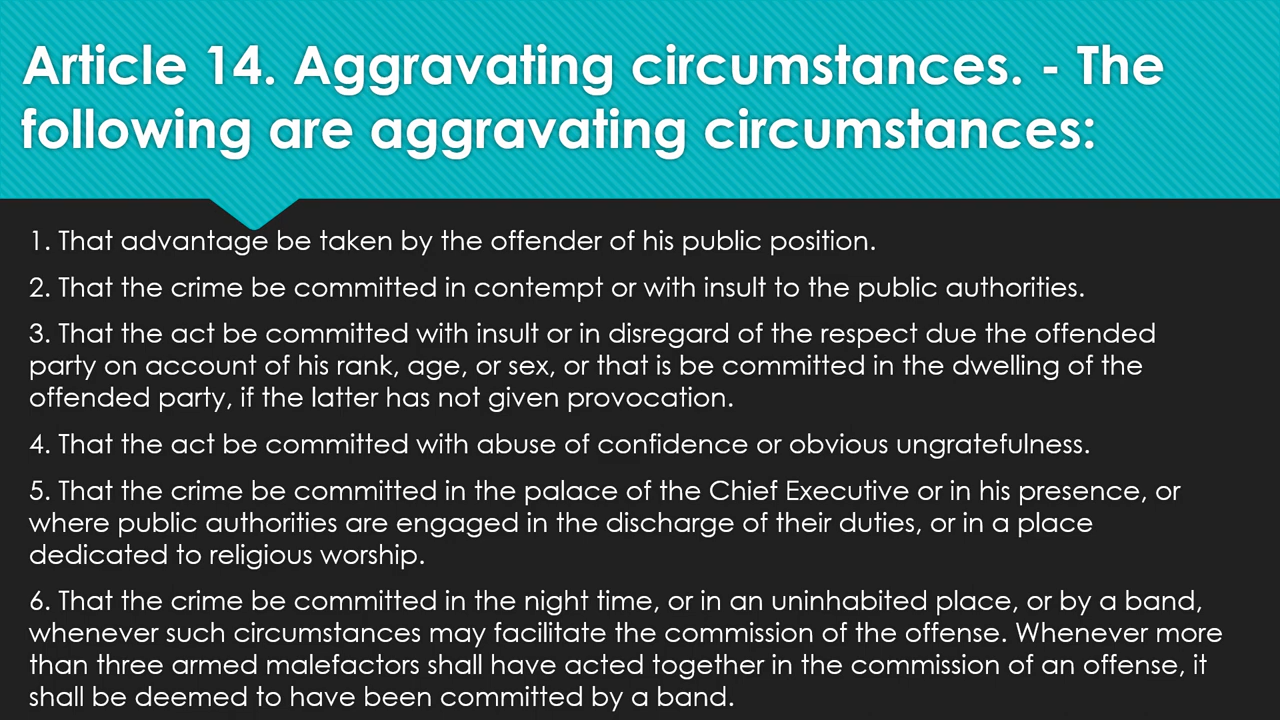 Article 14. Aggravating circumstances. - The
following are aggravating circumstances:
1. That advantage be taken by the offender of his public position.
2. That the crime be committed in contempt or with insult to the public authorities.
3. That the act be committed with insult or in disregard of the respect due the offended
party on account of his rank, age, or sex, or that is be committed in the dwelling of the
offended party, if the latter has not given provocation.
4. That the act be committed with abuse of confidence or obvious ungratefulness.
5. That the crime be committed in the palace of the Chief Executive or in his presence, or
where public authorities are engaged in the discharge of their duties, or in a place
dedicated to religious worship.
6. That the crime be committed in the night time, or in an uninhabited place, or by a band,
whenever such circumstances may facilitate the commission of the offense. Whenever more
than three armed malefactors shall have acted together in the commission of an offense, it
shall be deemed to have been committed by a band.